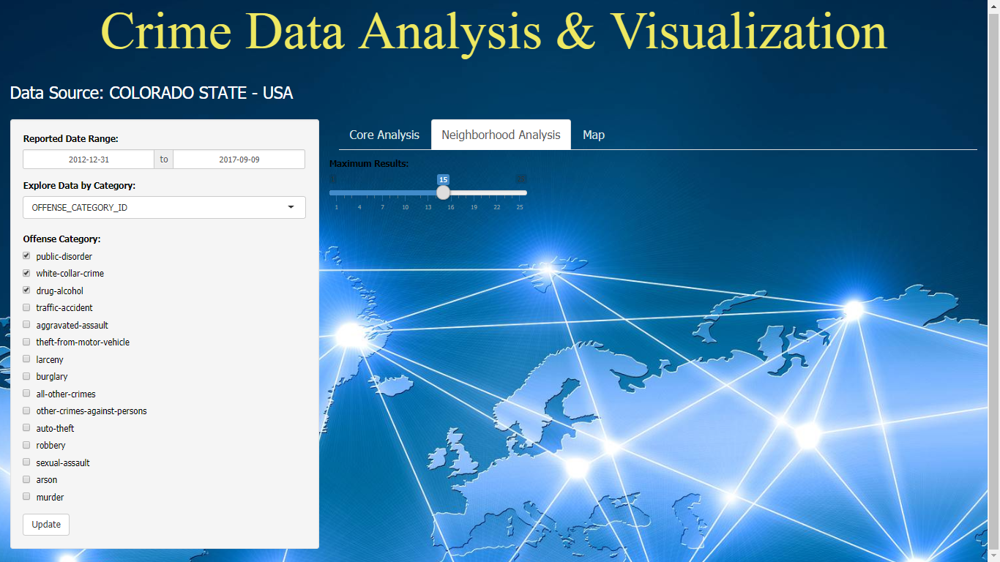 Crime Data Analysis & Visualization
Data Source: COLORADO STATE - USA
Reported Date Range:
2012-12-31 to 2017-09-09
Explore Data by Category:
OFFENSE_CATEGORY_ID
Offense Category:
public-disorder
white-collar-crime
drug-alcohol
traffic-accident
aggravated-assault
theft-from-motor-vehicle
larceny
burglary
all-other-crimes
other-crimes-against-persons
auto-theft
robbery
sexual-assault
arson
murder
Update
Core Analysis Neighborhood Analysis Map
Maximum Results:
15
1 4 7 10 13 16 19 22 25